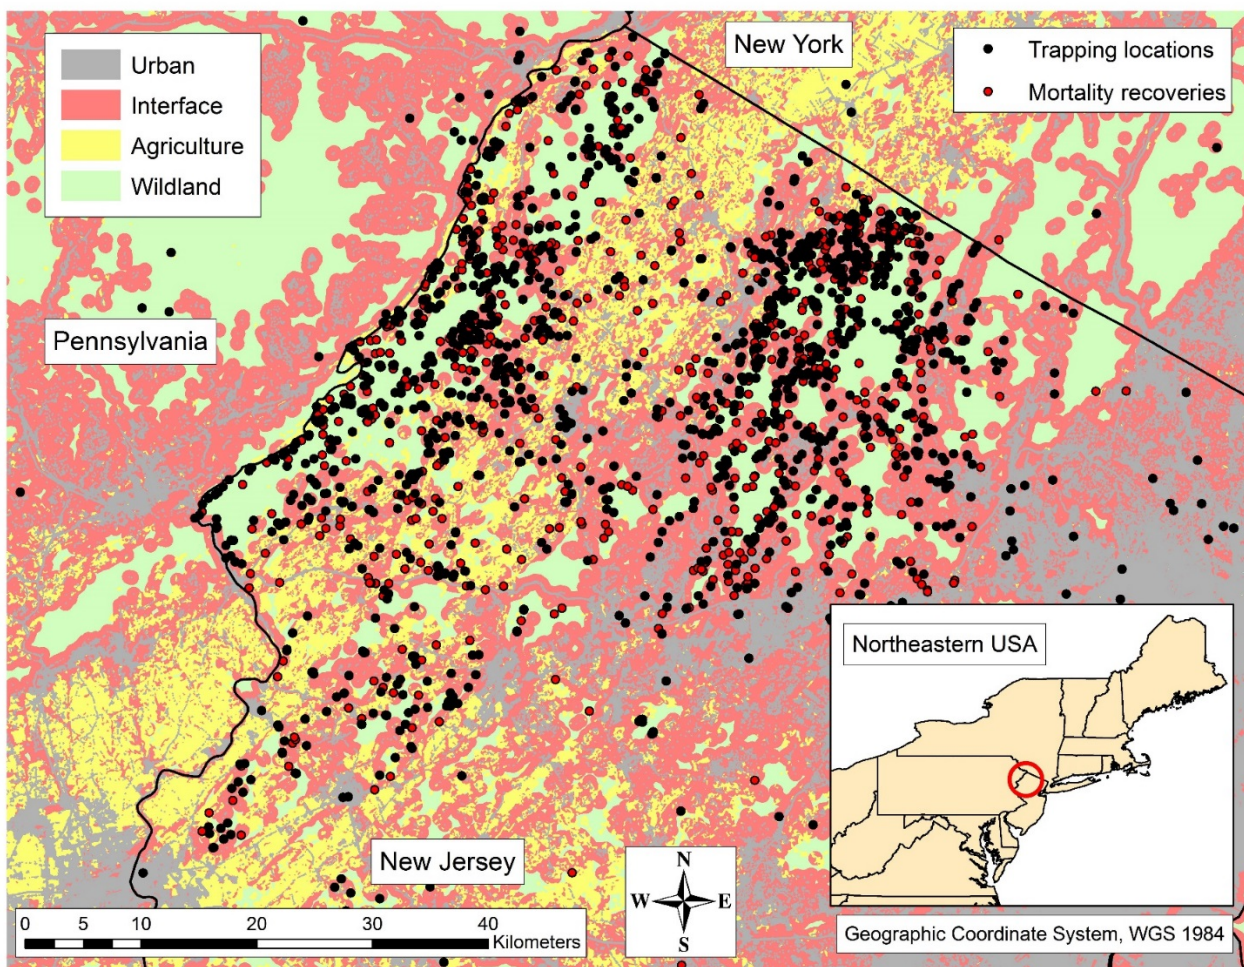 New York
Urban
Interface
Agriculture
Wildland
Trapping locations
Mortality recoveries
Pennsylvania
Northeastern USA
New Jersey
N
W E
S
0 5 10 20 30 40
Kilometers
Geographic Coordinate System, WGS 1984